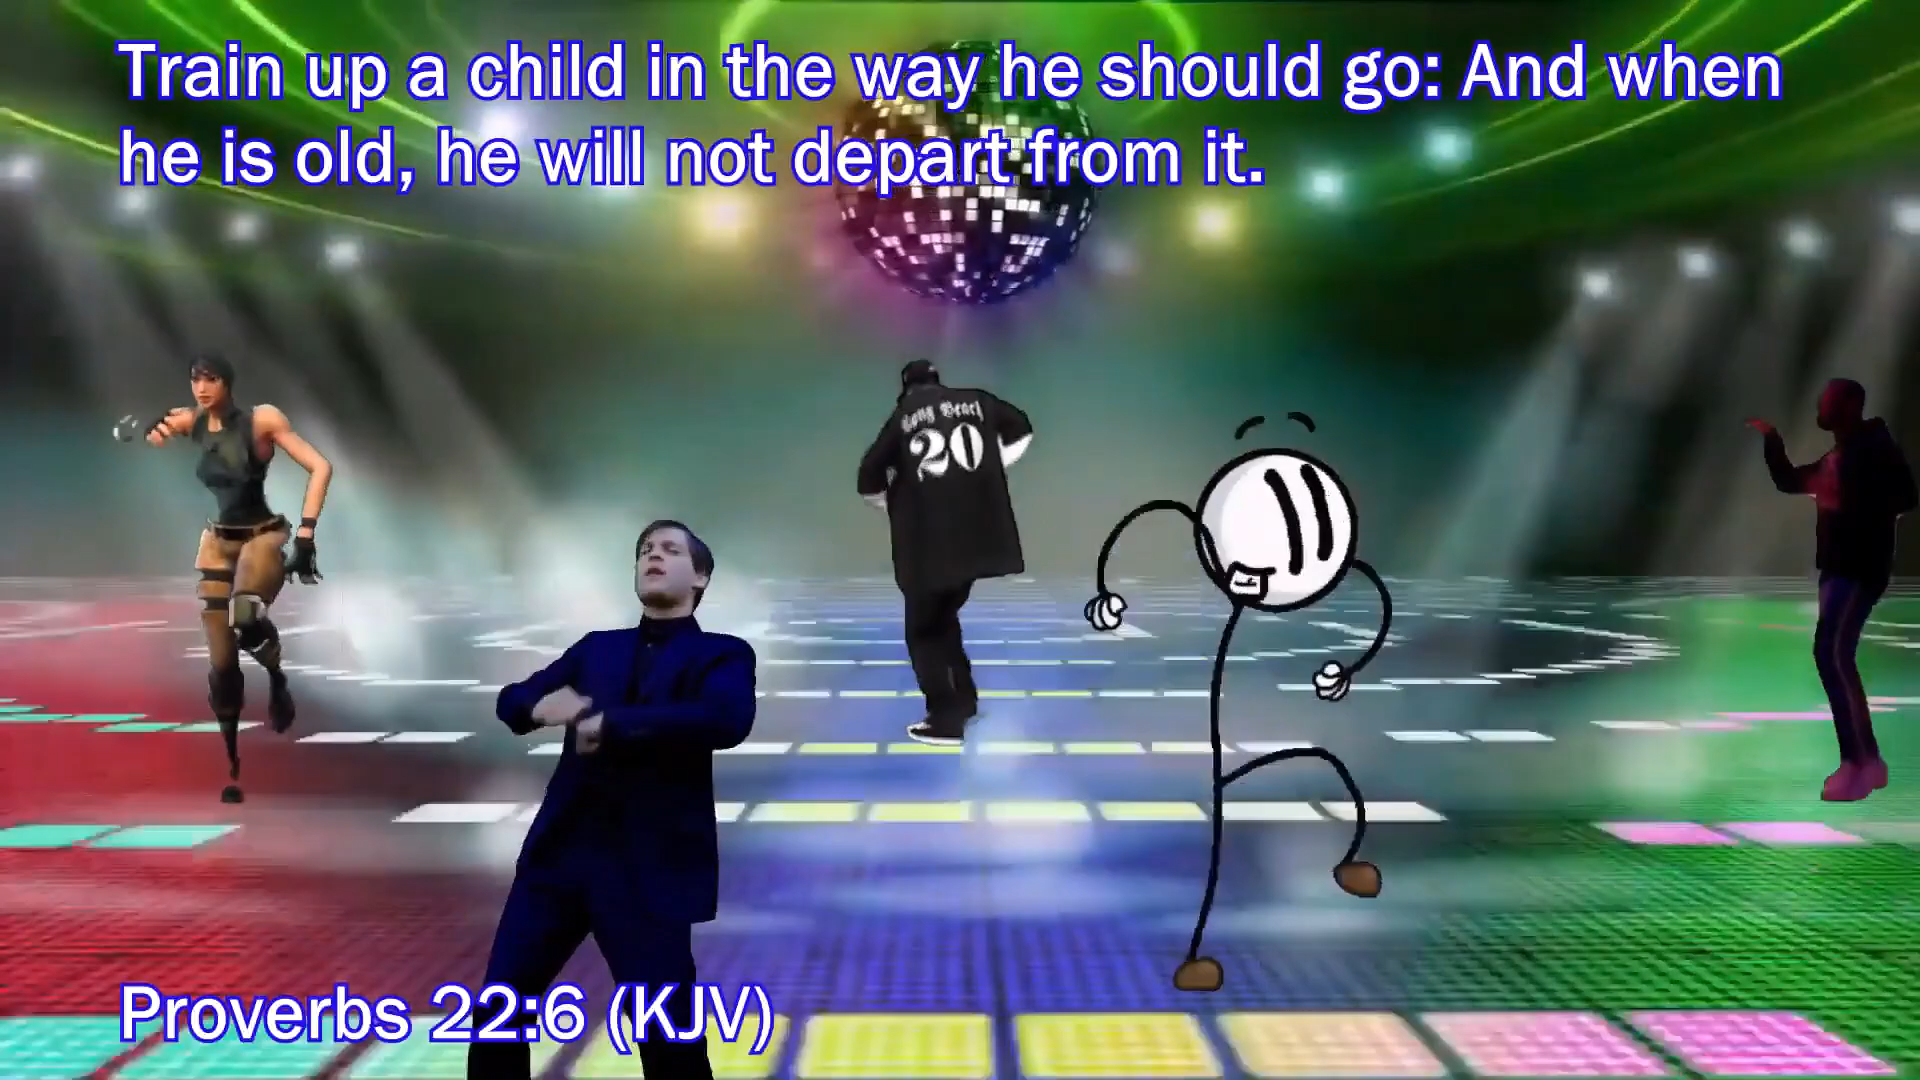 Train up a child in the way he should go: And when
he is old, he will not depart from it.
Long Beach
20
Proverbs 22:6 (KJV)